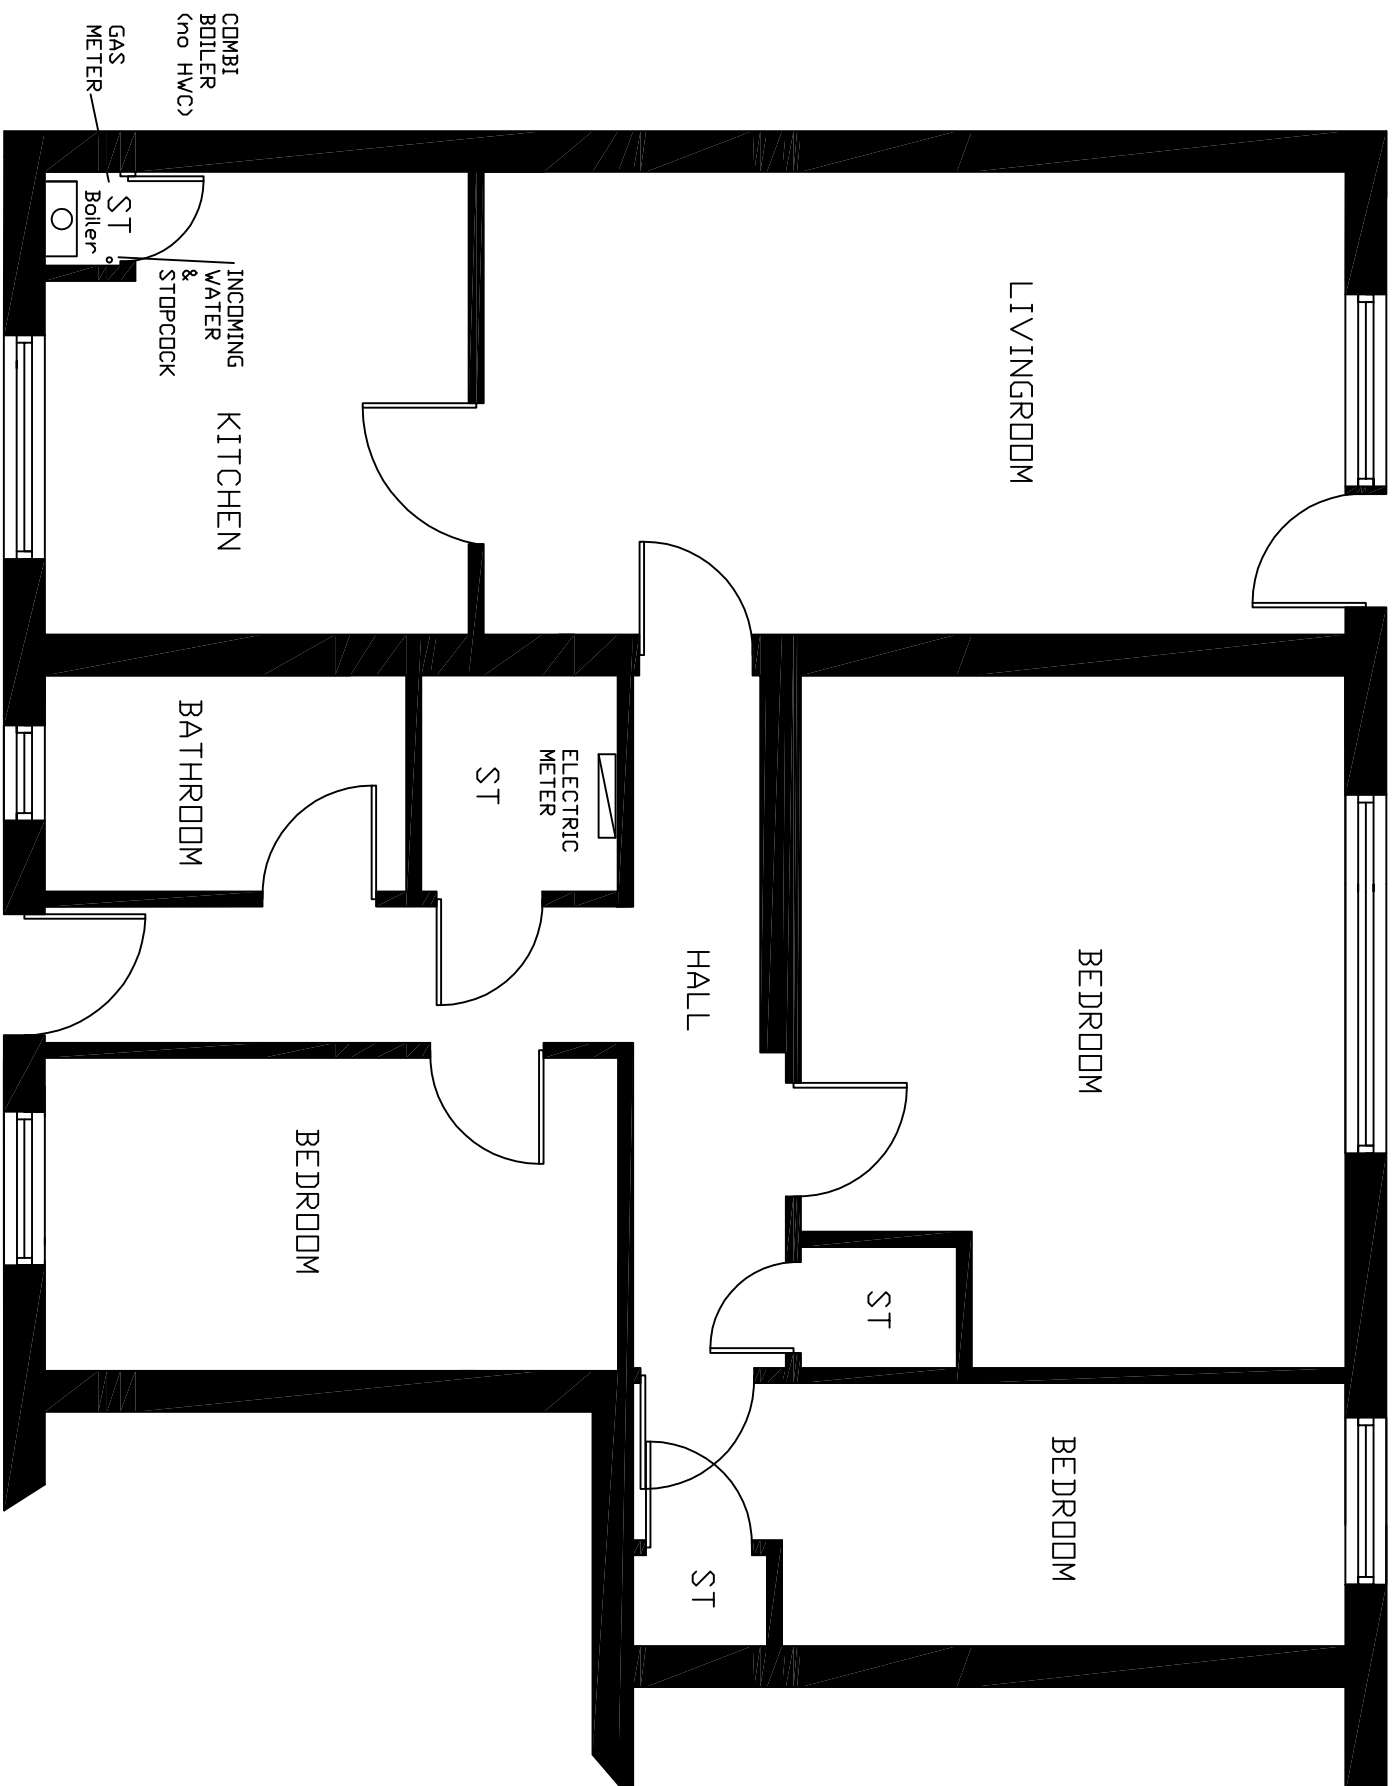 COMBI
BOILER
(no HWC)
GAS
METER
ST
Boiler
INCOMING
WATER
&
STOPCOCK
KITCHEN
LIVINGROOM
BATHROOM
ST
ELECTRIC
METER
HALL
BEDROOM
BEDROOM
ST
BEDROOM
ST